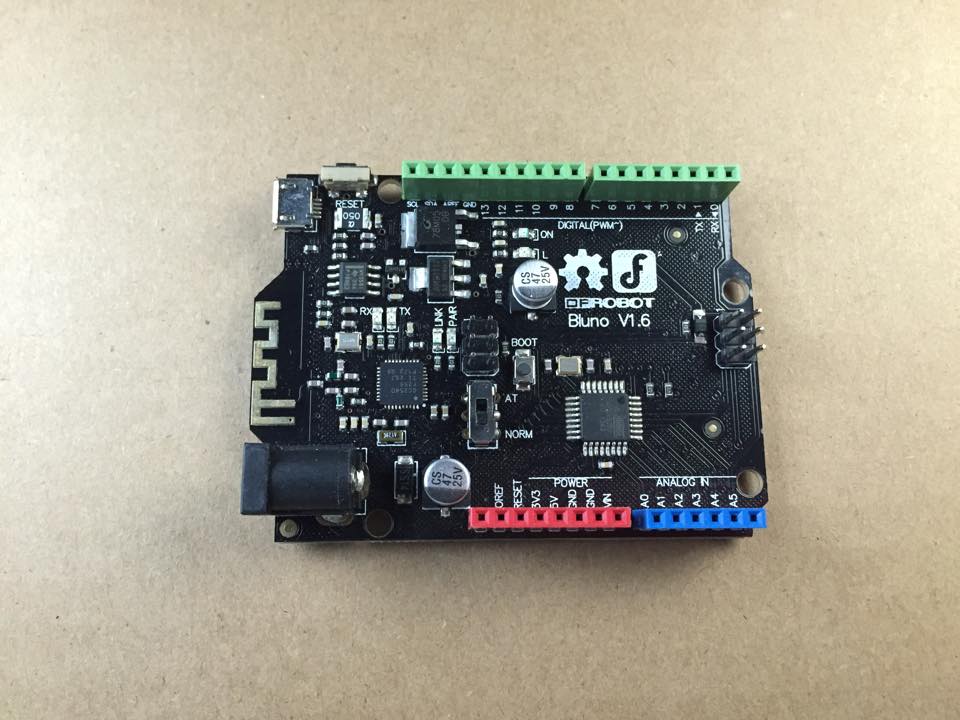 RESET
SCL SDA AREF GND 13 12 11 10 9 8 7 6 5 4 3 2 TX▶1 RX◀0
DIGITAL(PWM~)
ON
L
DFROBOT
Bluno V1.6
RX
TX
LINK
PAIR
BOOT
AT
NORM
CS
47
25V
CS
47
25V
POWER
RESET 3V3 5V GND GND VIN
ANALOG IN
A0 A1 A2 A3 A4 A5